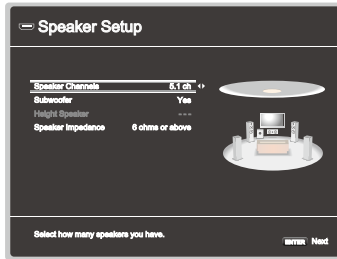 Speaker Setup
Speaker Channels 5.1 ch
Subwoofer Yes
Height Speaker ---
Speaker Impedance 6 ohms or above
Select how many speakers you have.
ENTER Next